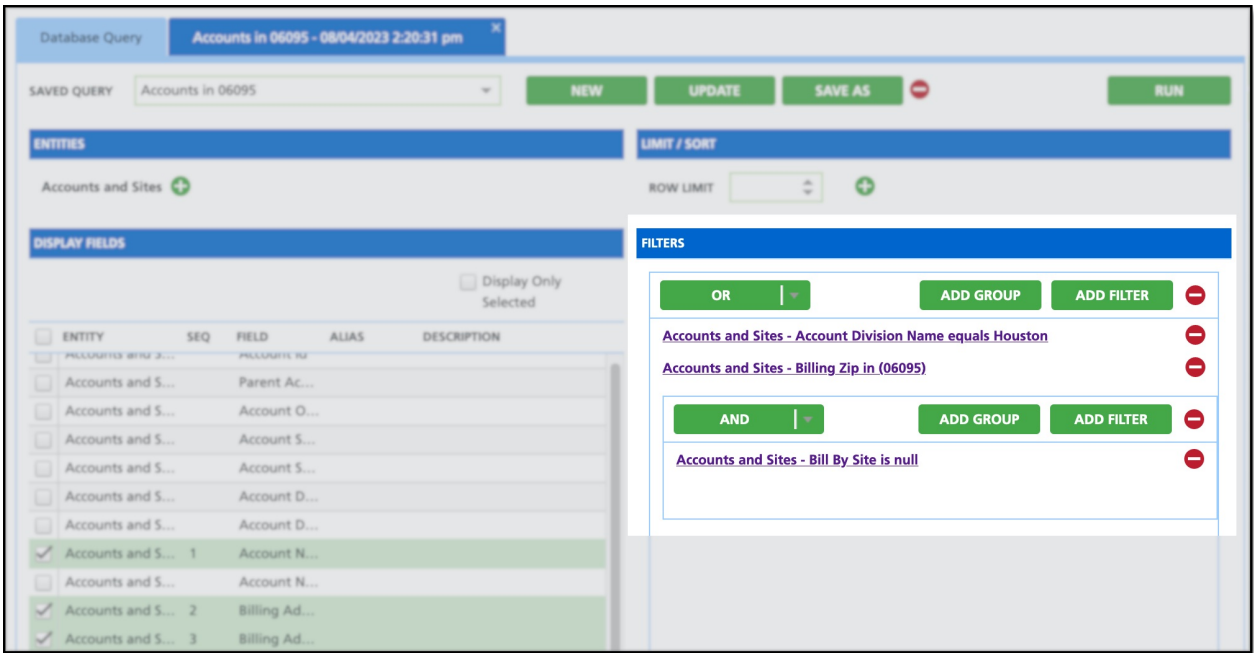 Database Query
Accounts in 06095 - 08/04/2023 2:20:31 pm
SAVED QUERY Accounts in 06095 NEW UPDATE SAVE AS RUN
ENTITIES
Accounts and Sites
LIMIT / SORT
ROW LIMIT
DISPLAY FIELDS
Display Only
Selected
ENTITY SEQ FIELD ALIAS DESCRIPTION
Accounts and S... Account Id
Accounts and S... Parent Ac...
Accounts and S... Account O...
Accounts and S... Account S...
Accounts and S... Account S...
Accounts and S... Account D...
Accounts and S... Account D...
Accounts and S... 1 Account N...
Accounts and S... Account N...
Accounts and S... 2 Billing Ad...
Accounts and S... 3 Billing Ad...
FILTERS
OR ADD GROUP ADD FILTER
Accounts and Sites - Account Division Name equals Houston
Accounts and Sites - Billing Zip in (06095)
AND ADD GROUP ADD FILTER
Accounts and Sites - Bill By Site is null